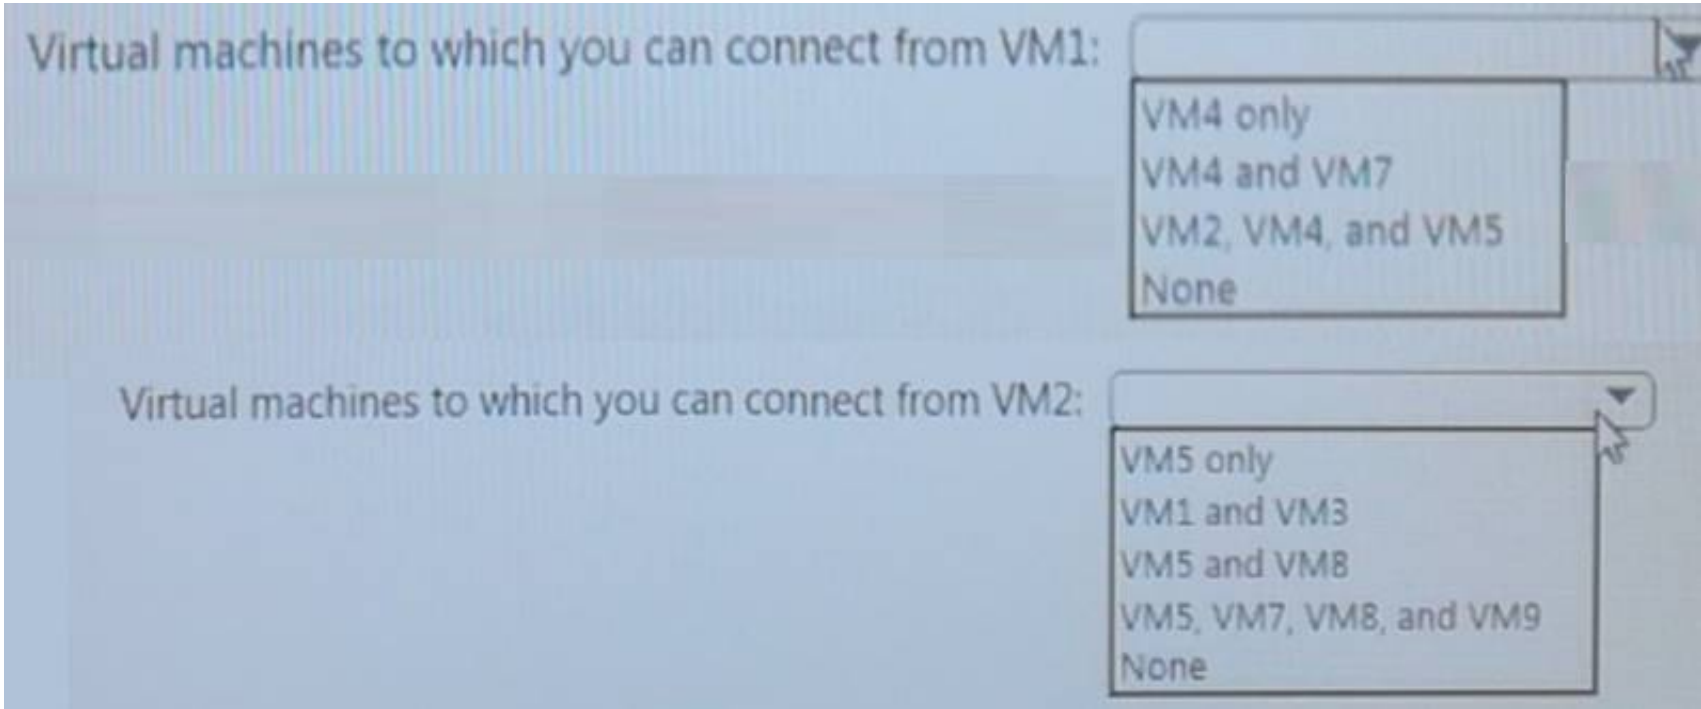 Virtual machines to which you can connect from VM1:
VM4 only
VM4 and VM7
VM2, VM4, and VM5
None
Virtual machines to which you can connect from VM2:
VM5 only
VM1 and VM3
VM5 and VM8
VM5, VM7, VM8, and VM9
None